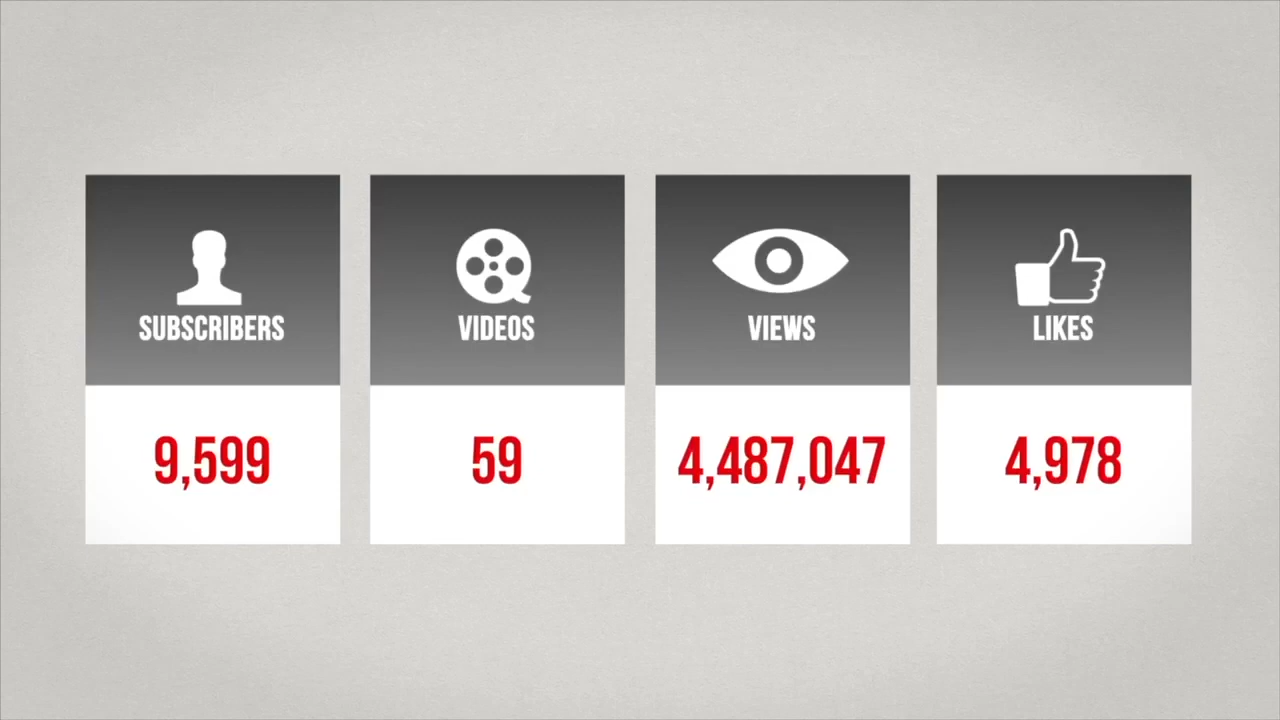 SUBSCRIBERS
9,599
VIDEOS
59
VIEWS
4,487,047
LIKES
4,978